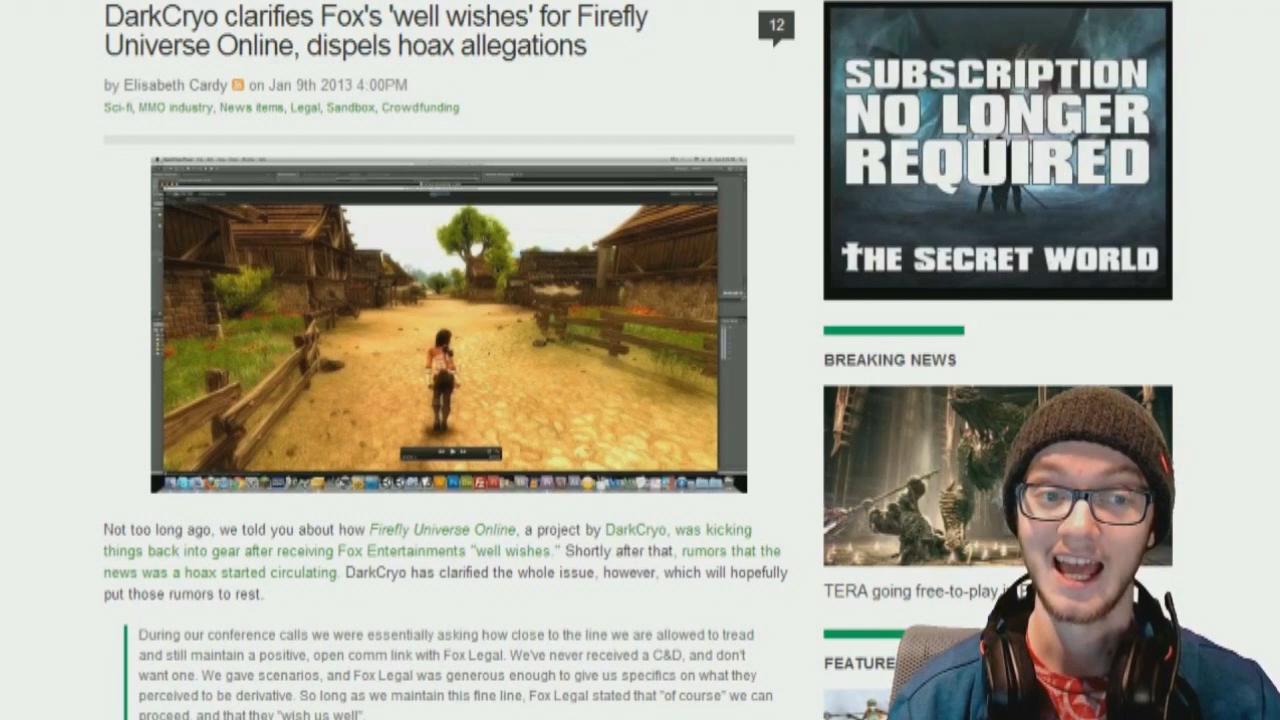 DarkCryo clarifies Fox's 'well wishes' for Firefly
Universe Online, dispels hoax allegations
12
by Elisabeth Cardy on Jan 9th 2013 4:00PM
Sci-fi, MMO industry, News items, Legal, Sandbox, Crowdfunding
Not too long ago, we told you about how Firefly Universe Online, a project by DarkCryo, was kicking
things back into gear after receiving Fox Entertainments "well wishes." Shortly after that, rumors that the
news was a hoax started circulating. DarkCryo has clarified the whole issue, however, which will hopefully
put those rumors to rest.
During our conference calls we were essentially asking how close to the line we are allowed to tread
and still maintain a positive, open comm link with Fox Legal. We've never received a C&D, and don't
want one. We gave scenarios, and Fox Legal was generous enough to give us specifics on what they
perceived to be derivative. So long as we maintain this fine line, Fox Legal stated that "of course" we can
proceed, and that they "wish us well".
SUBSCRIPTION
NO LONGER
REQUIRED
THE SECRET WORLD
BREAKING NEWS
TERA going free-to-play
FEATURE